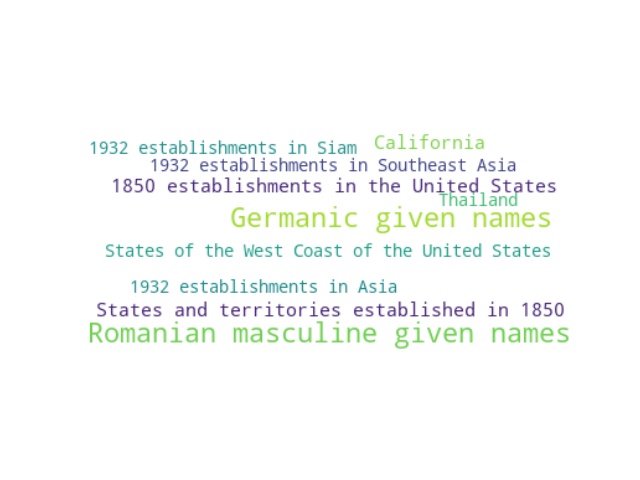 1932 establishments in Siam
California
1932 establishments in Southeast Asia
1850 establishments in the United States
Thailand
Germanic given names
States of the West Coast of the United States
1932 establishments in Asia
States and territories established in 1850
Romanian masculine given names